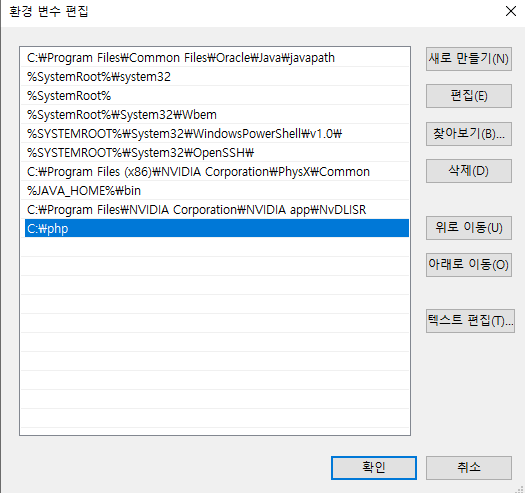 환경 변수 편집
C:₩Program Files₩Common Files₩Oracle₩Java₩javapath
%SystemRoot%₩system32
%SystemRoot%
%SystemRoot%₩System32₩Wbem
%SYSTEMROOT%₩System32₩WindowsPowerShell₩v1.0₩
%SYSTEMROOT%₩System32₩OpenSSH₩
C:₩Program Files (x86)₩NVIDIA Corporation₩PhysX₩Common
%JAVA_HOME%₩bin
C:₩Program Files₩NVIDIA Corporation₩NVIDIA app₩NvDLISR
C:₩php
새로 만들기(N)
편집(E)
찾아보기(B)...
삭제(D)
위로 이동(U)
아래로 이동(O)
텍스트 편집(T)...
확인
취소